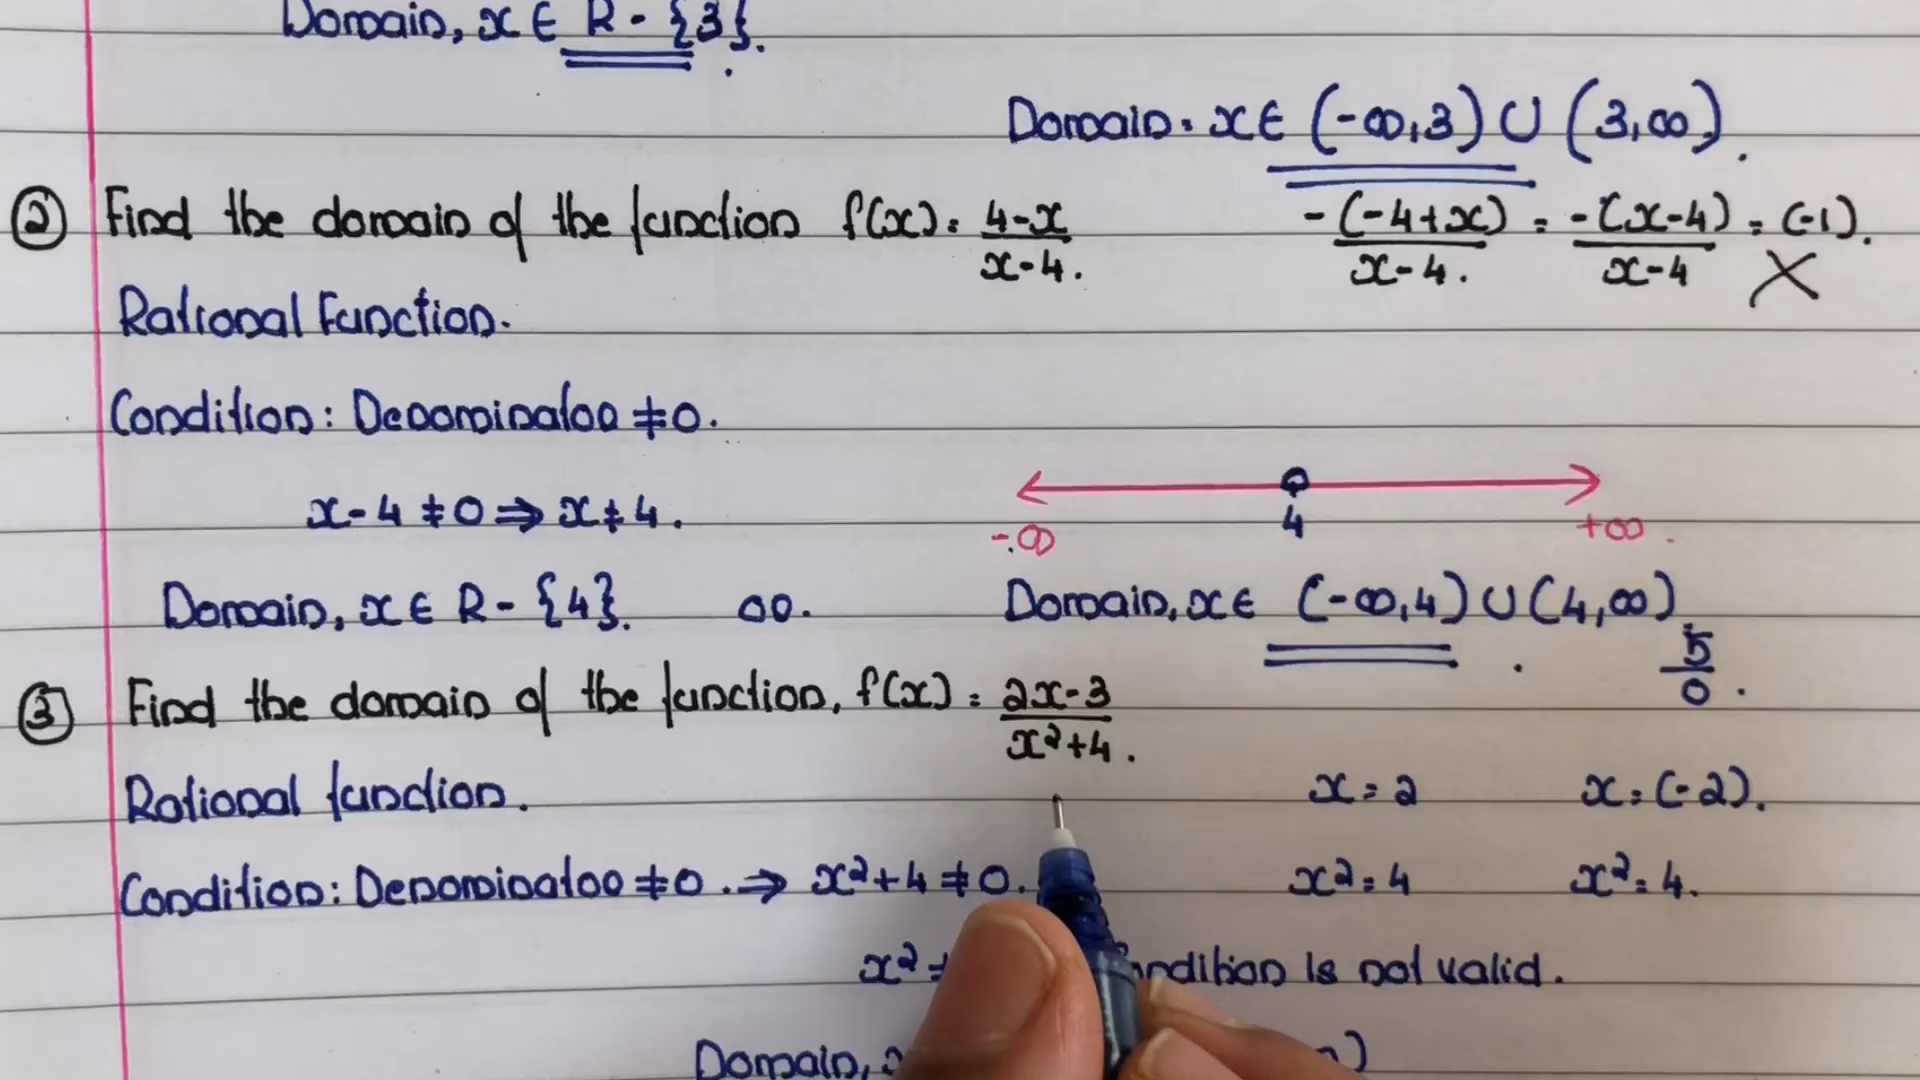 Domain, x ∈ R - {3}.
Domain. x ∈ (-∞,3) ∪ (3,∞).
② Find the domain of the function f(x) = (4-x)/(x-4). -(-4+x)/(x-4) = -(x-4)/(x-4) = (-1). X
Rational Function.
Condition: Denominator ≠ 0.
x-4 ≠ 0 ⇒ x ≠ 4.
-∞ 4 +∞.
Domain, x ∈ R - {4}. or. Domain, x ∈ (-∞,4) ∪ (4,∞)
5/0.
③ Find the domain of the function, f(x) = (2x-3)/(x²+4).
Rational function. x = 2 x = (-2).
Condition: Denominator ≠ 0. ⇒ x²+4 ≠ 0. x² = 4 x² = 4.
x² is not valid.
Domain,